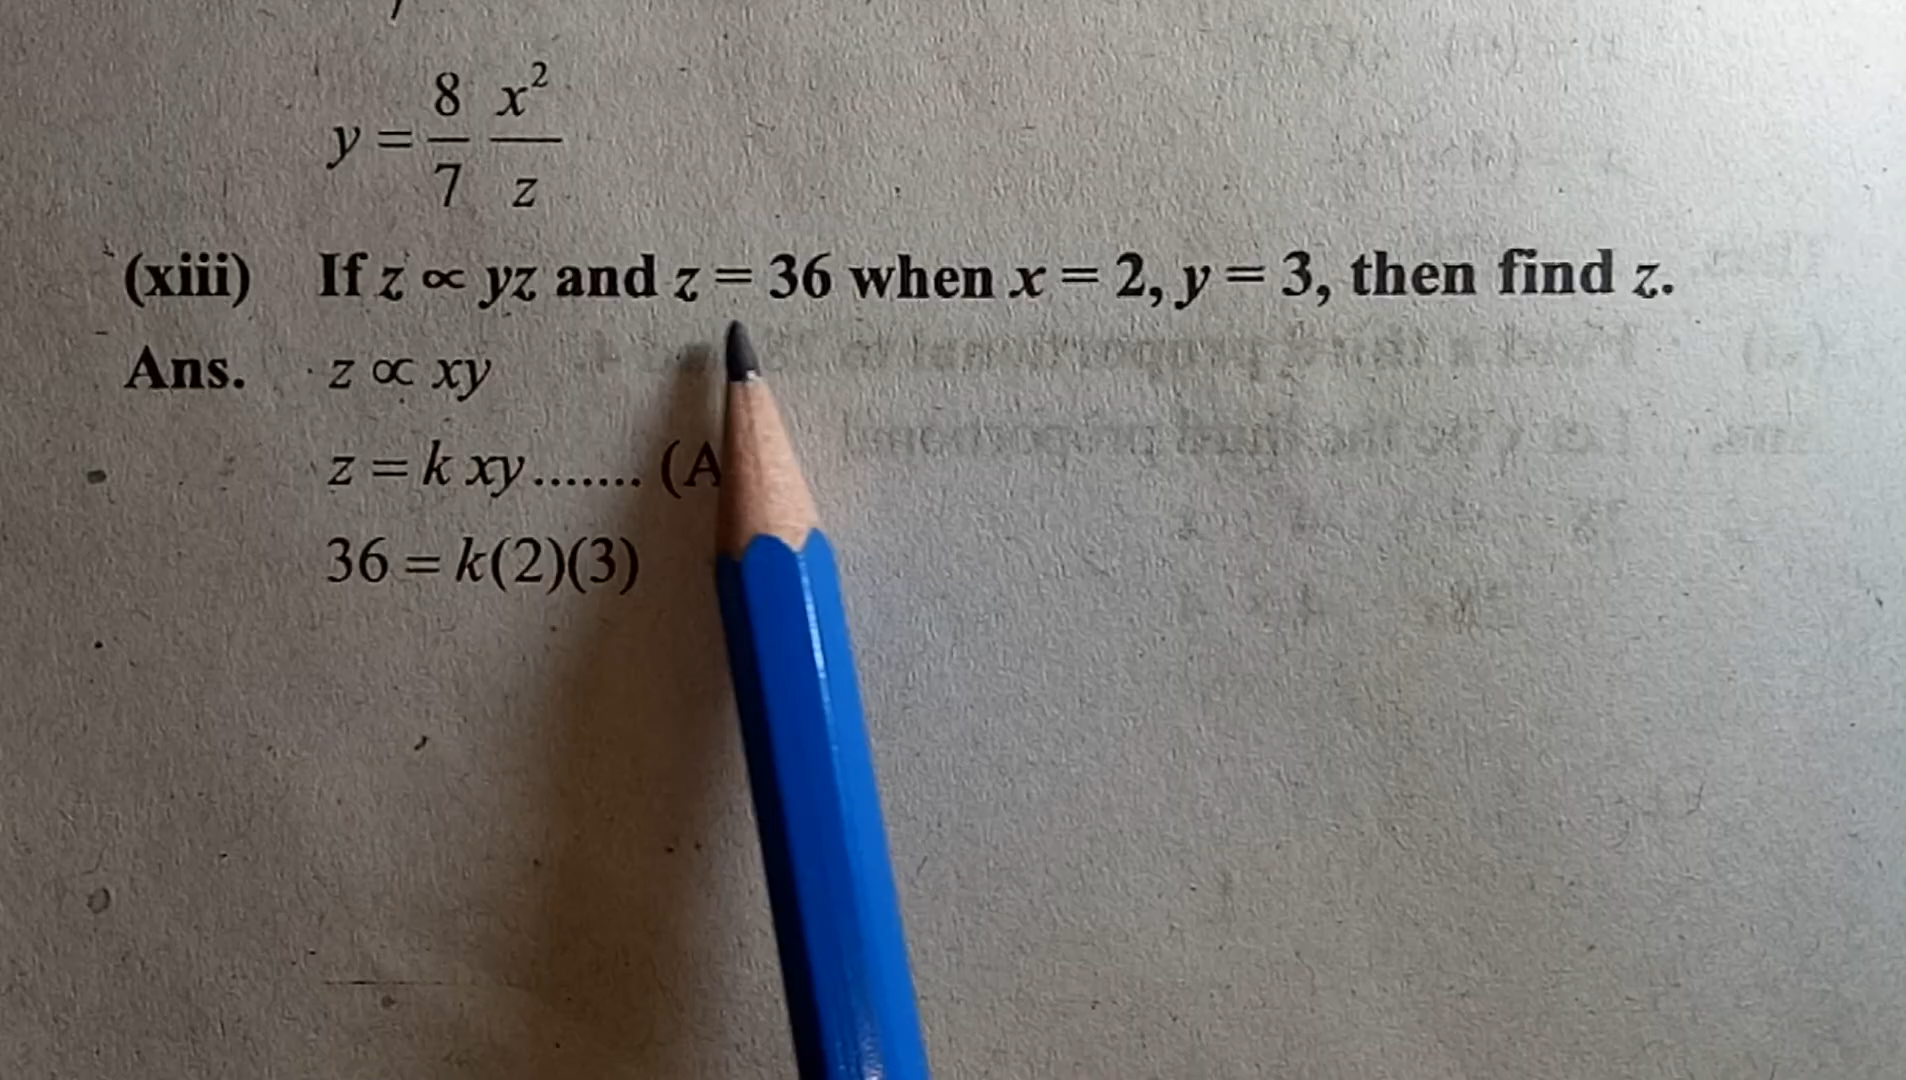 y = 8/7 x²/z
(xiii) If z ∝ yz and z = 36 when x = 2, y = 3, then find z.
Ans. z ∝ xy
z = k xy....... (A
36 = k(2)(3)